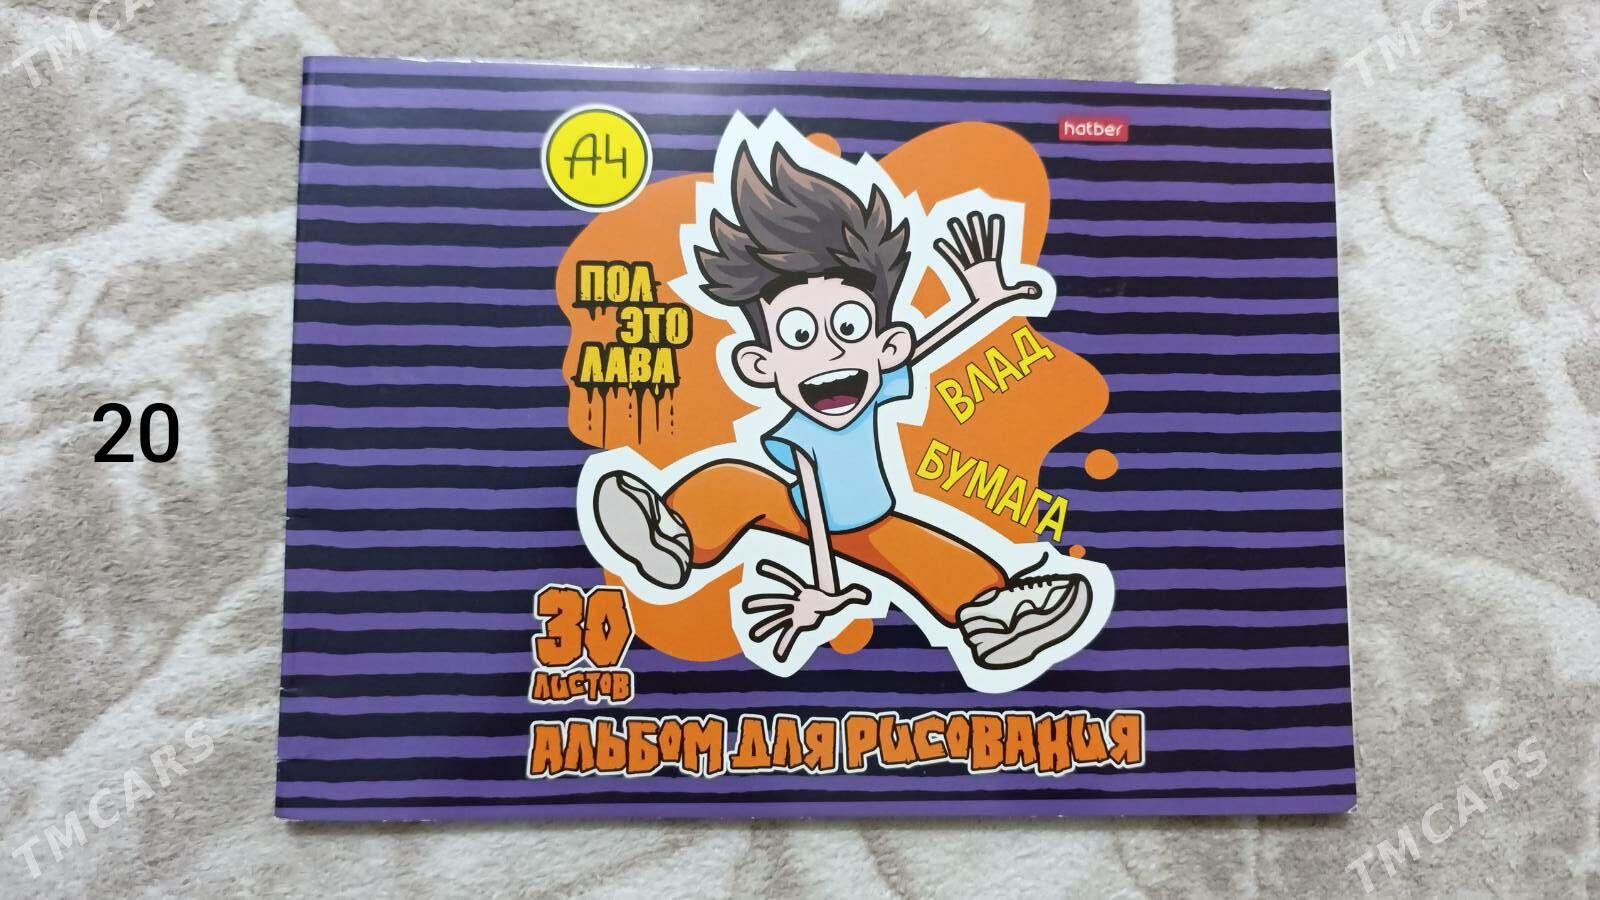 TMCARS
TMCARS
hatber
A4
ПОЛ
ЭТО
ЛАВА
ВЛАД
БУМАГА
20
30
ЛИСТОВ
АЛЬБОМ ДЛЯ РИСОВАНИЯ
TMCARS
TMCARS